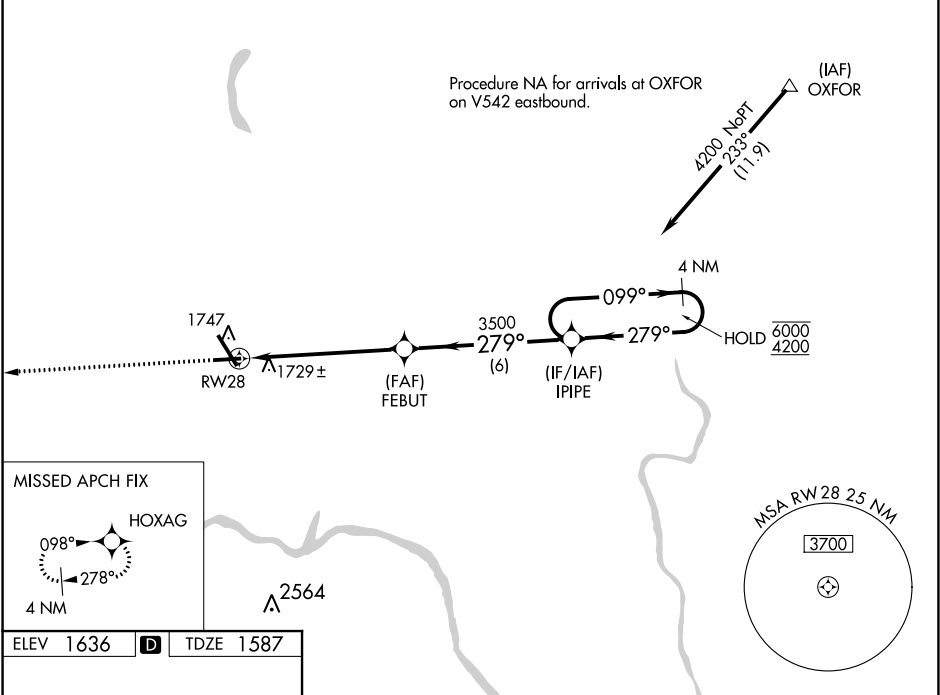 Procedure NA for arrivals at OXFOR
on V542 eastbound.
(IAF)
OXFOR
4200 NoPT
233°
(11.9)
4 NM
099°
279°
HOLD 6000
4200
3500
279°
(6)
1747
1729 ±
RW28
(FAF)
FEBUT
(IF/IAF)
IPIPE
MISSED APCH FIX
HOXAG
098°
278°
4 NM
2564
MSA RW 28 25 NM
3700
ELEV 1636 D TDZE 1587